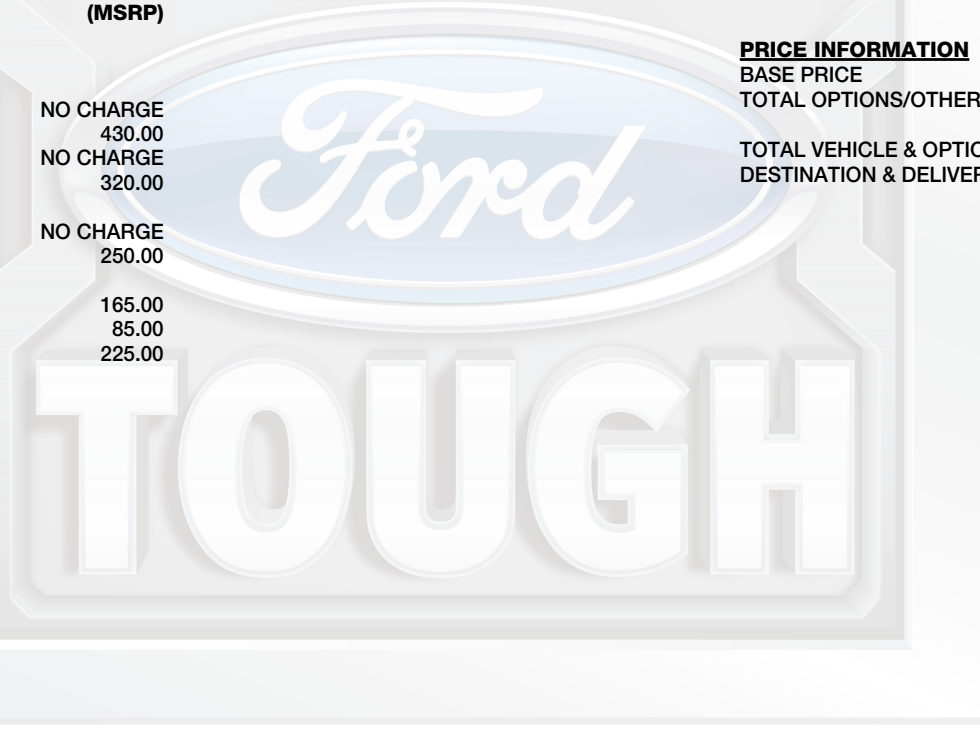 (MSRP)
NO CHARGE
430.00
NO CHARGE
320.00
NO CHARGE
250.00
165.00
85.00
225.00
PRICE INFORMATION
BASE PRICE
TOTAL OPTIONS/OTHER
TOTAL VEHICLE & OPTIO
DESTINATION & DELIVER
Ford
TOUGH